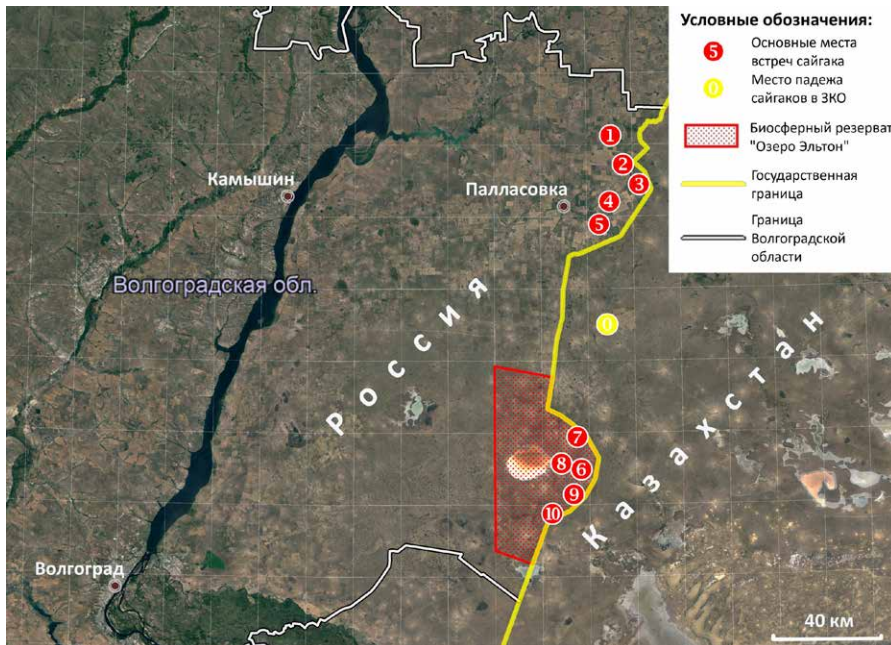 Условные обозначения:
5
Основные места
встреч сайгака
0
Место падежа
сайгаков в ЗКО
Биосферный резерват
"Озеро Эльтон"
Государственная
граница
Граница
Волгоградской
области
1
2
3
4
5
Камышин
Палласовка
Волгоградская обл.
Россия
0
Казахстан
7
8
6
9
10
Волгоград
40 км